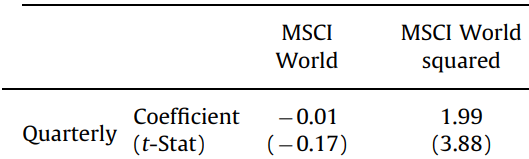 MSCI World MSCI World squared
Quarterly Coefficient −0.01 1.99
(t-Stat) (−0.17) (3.88)